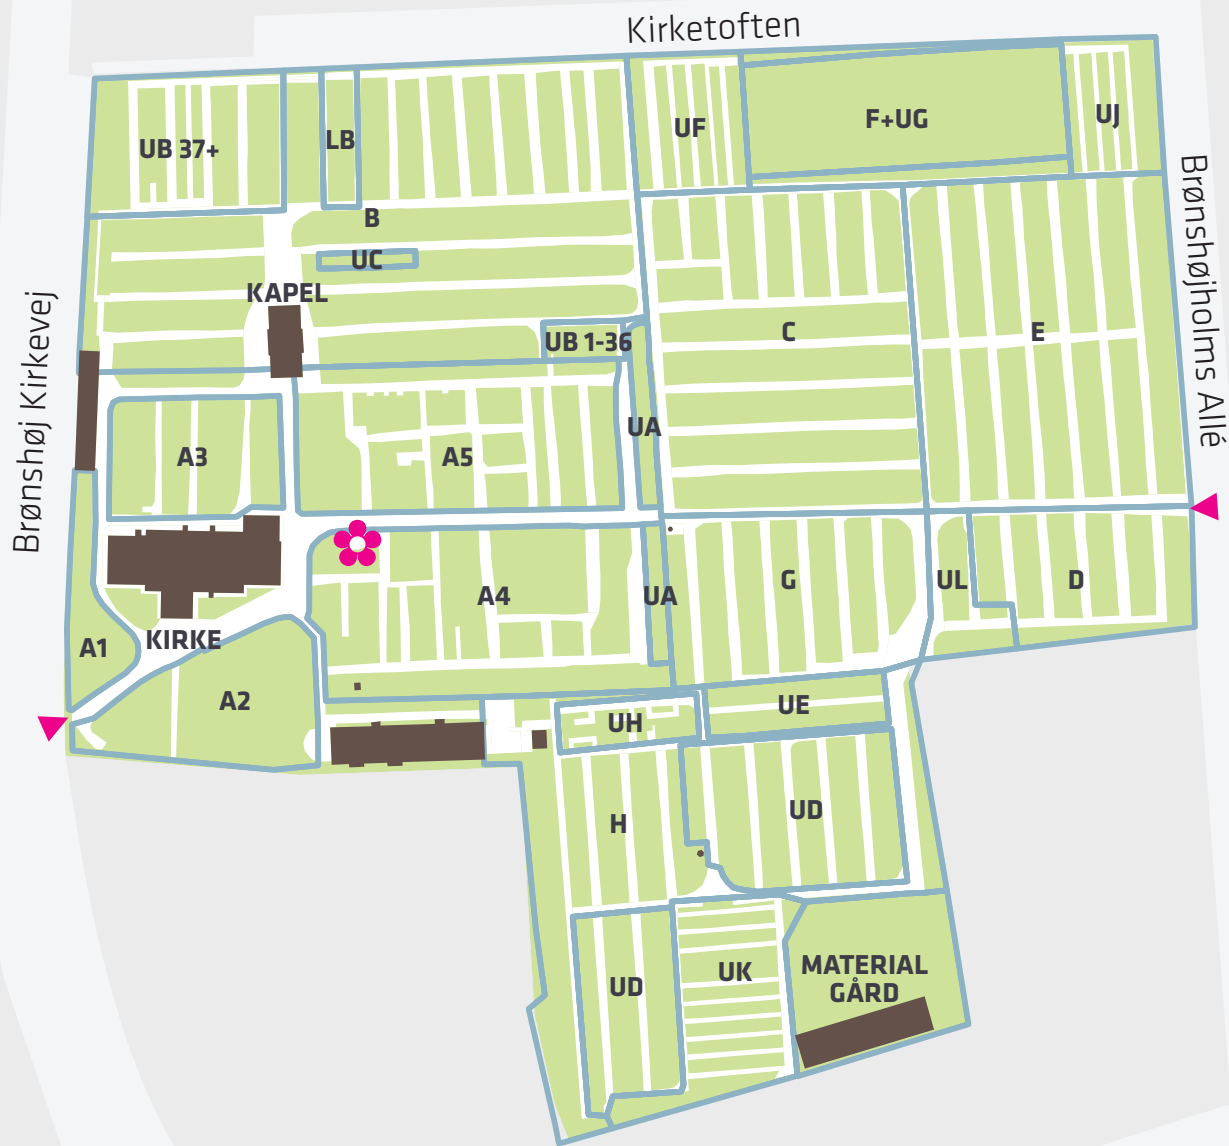 Kirketoften
UB 37+
LB
UF
F+UG
UJ
B
UC
KAPEL
UB 1-36
C
E
Brønshøjholms Allé
Brønshøj Kirkevej
A3
A5
UA
A4
UA
G
UL
D
A1
KIRKE
A2
UH
UE
H
UD
UD
UK
MATERIAL
GÅRD